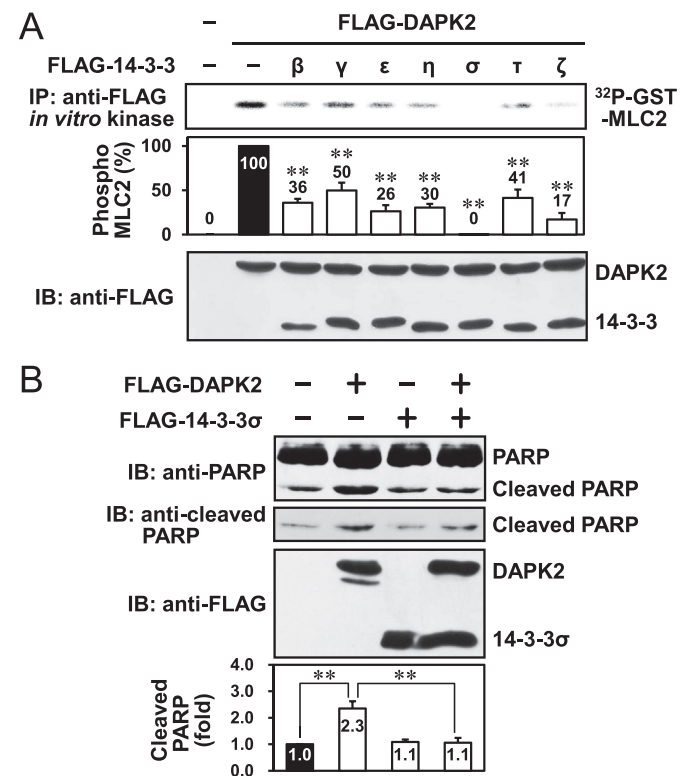 A
– FLAG-DAPK2
FLAG-14-3-3 – – β γ ε η σ τ ζ
IP: anti-FLAG
in vitro kinase
³²P-GST
-MLC2
Phospho
MLC2 (%)
100
50
0
0 100 ** 36 ** 50 ** 26 ** 30 ** 0 ** 41 ** 17
IB: anti-FLAG
DAPK2
14-3-3
B
FLAG-DAPK2 – + – +
FLAG-14-3-3σ – – + +
IB: anti-PARP
PARP
Cleaved PARP
IB: anti-cleaved
PARP
Cleaved PARP
IB: anti-FLAG
DAPK2
14-3-3σ
Cleaved
PARP
(fold)
4.0
3.0
2.0
1.0
0.0
** **
1.0 2.3 1.1 1.1